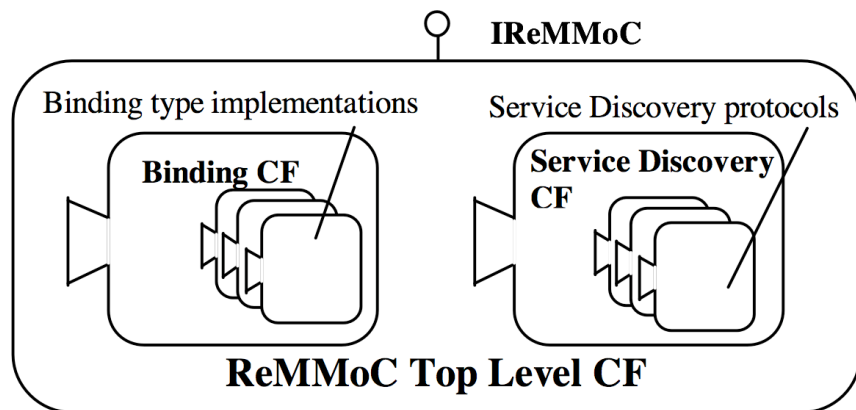 IReMMoC
Binding type implementations
Service Discovery protocols
Binding CF
Service Discovery
CF
ReMMoC Top Level CF